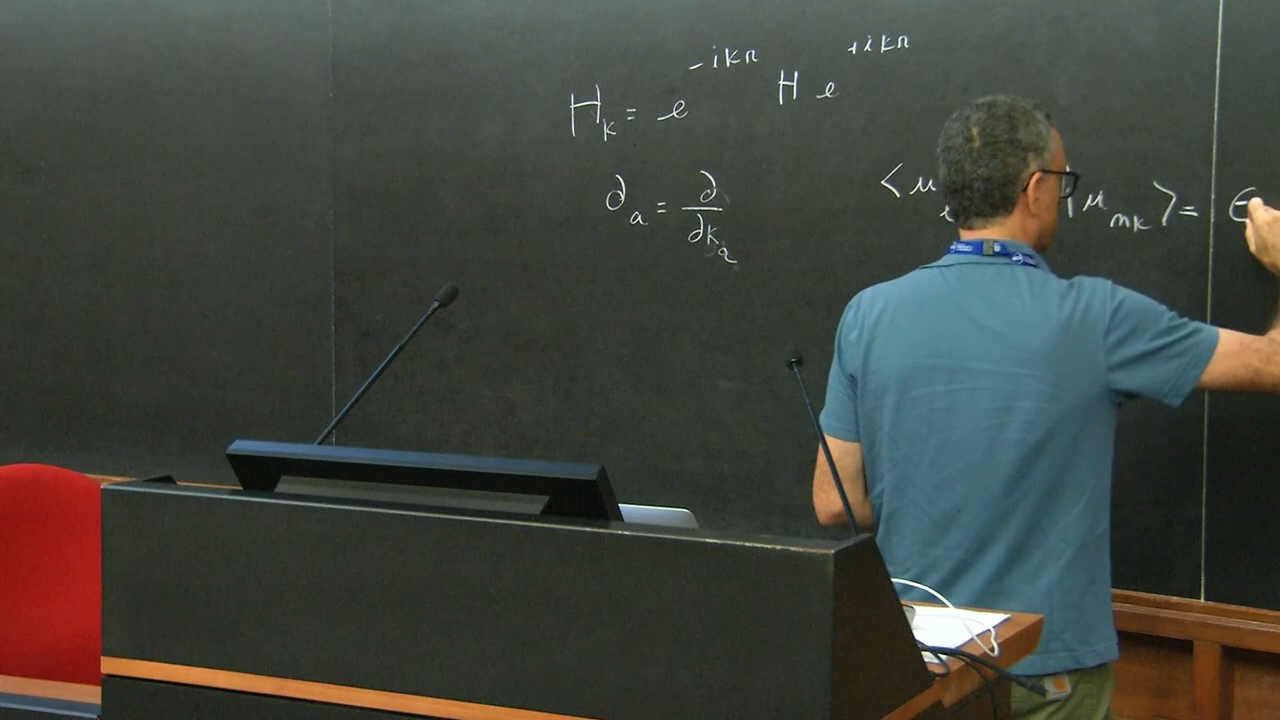 H_k = e^{-ikr} H e^{+ikr}
∂_a = ∂/∂k_a
<u |u_{mk}> = ϵ